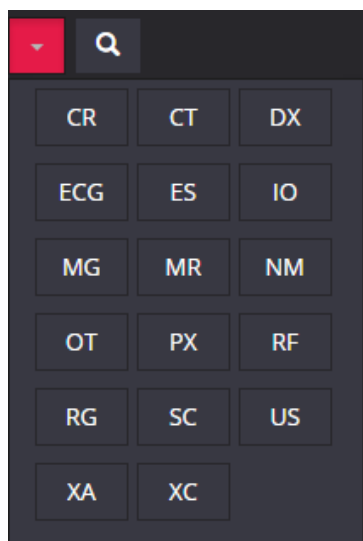 CR CT DX
ECG ES IO
MG MR NM
OT PX RF
RG SC US
XA XC